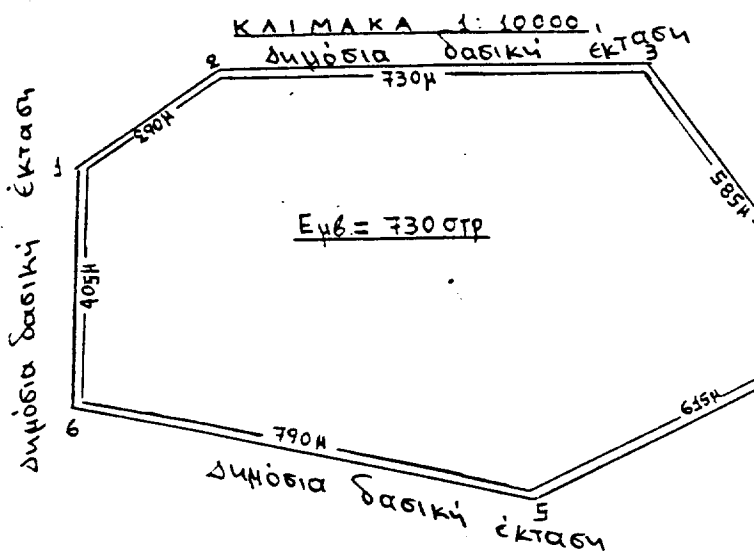 ΚΛΙΜΑΚΑ 1:10000
Δημόσια δασική έκταση
2
3
730μ
290μ
1
585μ
δημόσια δασική έκταση
Εμβ. = 730 στρ
405μ
615μ
6
790μ
Δημόσια δασική έκταση
5